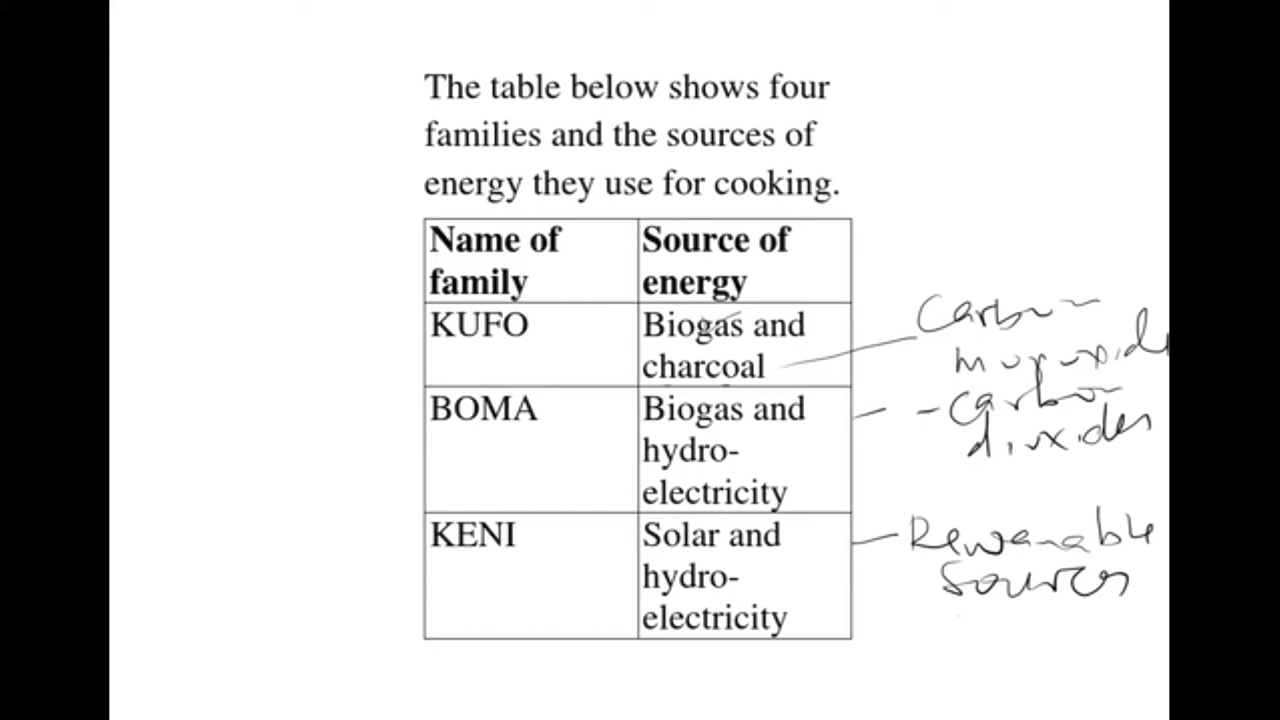 The table below shows four
families and the sources of
energy they use for cooking.
Name of family
Source of energy
KUFO
Biogas and
charcoal
Carbon
monoxide
BOMA
Biogas and
hydro-
electricity
- carbon
dioxides
KENI
Solar and
hydro-
electricity
Rewanable
sources